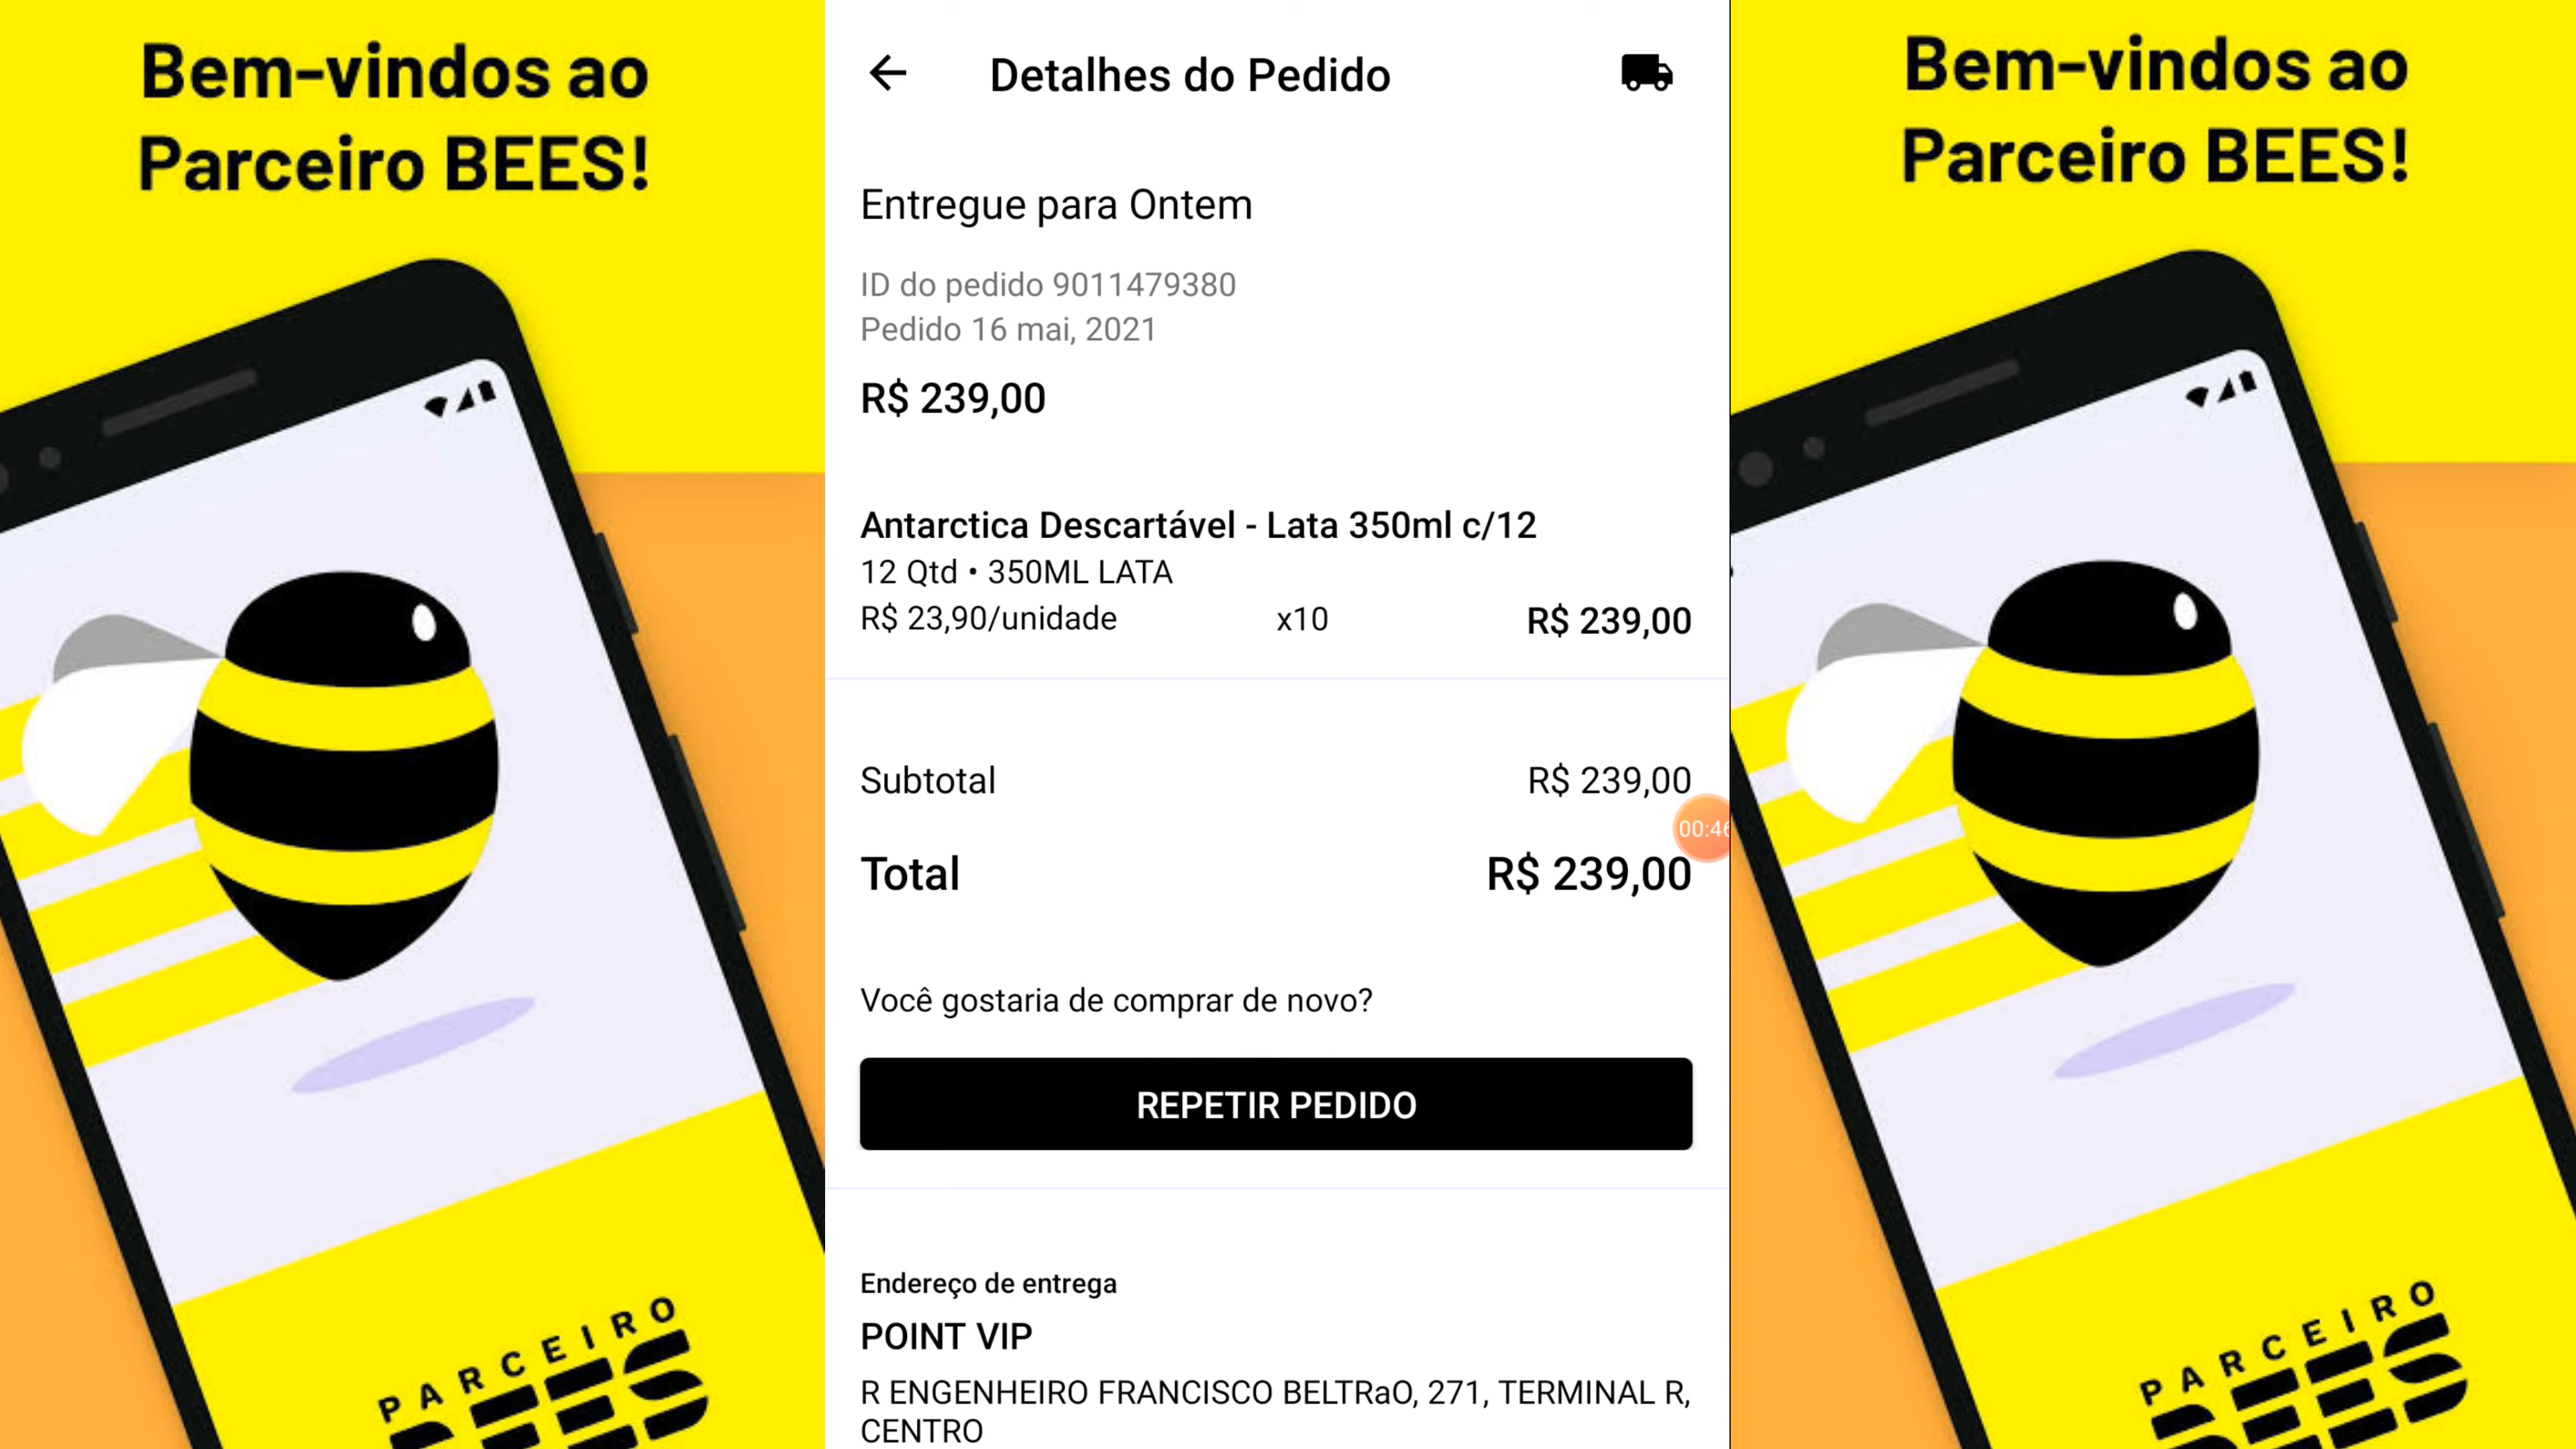 Bem-vindos ao
Parceiro BEES!
PARCEIRO
Detalhes do Pedido
Entregue para Ontem
ID do pedido 9011479380
Pedido 16 mai, 2021
R$ 239,00
Antarctica Descartável - Lata 350ml c/12
12 Qtd • 350ML LATA
R$ 23,90/unidade x10 R$ 239,00
Subtotal R$ 239,00
00:46
Total R$ 239,00
Você gostaria de comprar de novo?
REPETIR PEDIDO
Endereço de entrega
POINT VIP
R ENGENHEIRO FRANCISCO BELTRaO, 271, TERMINAL R,
CENTRO
Bem-vindos ao
Parceiro BEES!
PARCEIRO